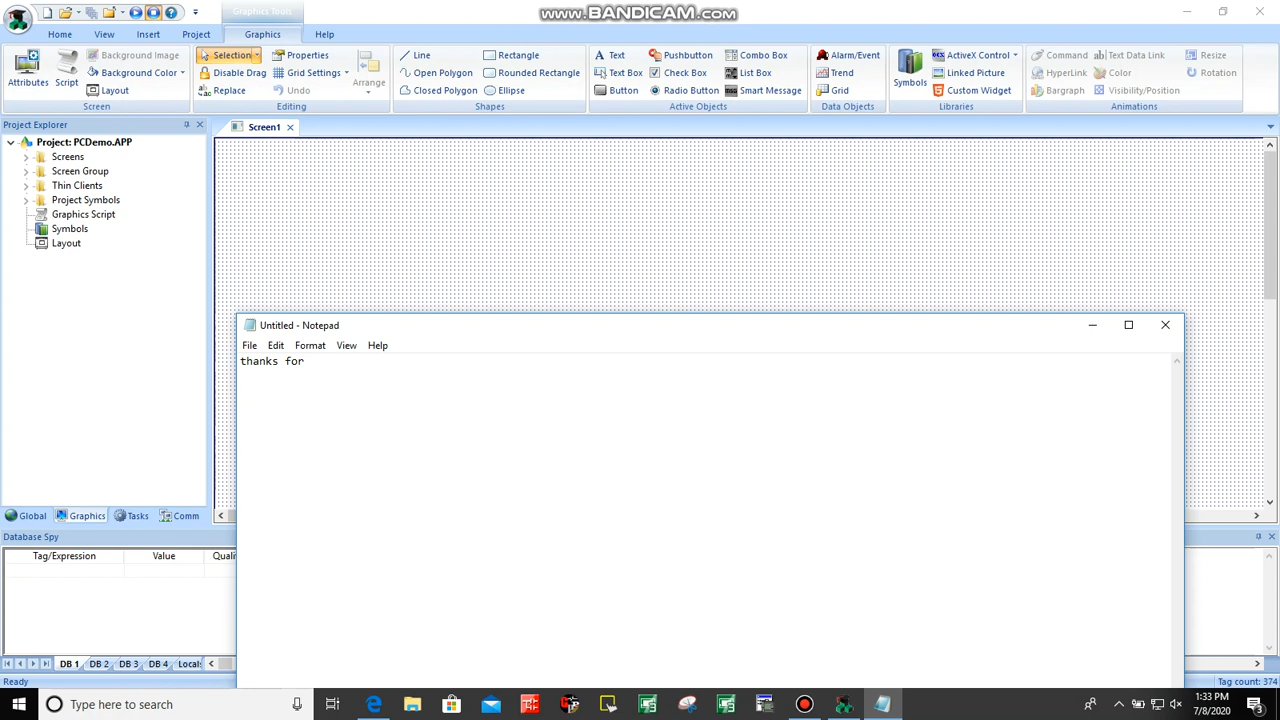 Graphics Tools
www.BANDICAM.com
Home View Insert Project Graphics Help
Attributes Script Background Image Background Color Layout
Screen
Selection Disable Drag Replace Properties Grid Settings Undo Arrange
Editing
Line Open Polygon Closed Polygon Rectangle Rounded Rectangle Ellipse
Shapes
Text Text Box Button Pushbutton Check Box Radio Button Combo Box List Box Smart Message
Active Objects
Alarm/Event Trend Grid
Data Objects
Symbols ActiveX Control Linked Picture Custom Widget
Libraries
Command HyperLink Bargraph Text Data Link Color Visibility/Position Resize Rotation
Animations
Project Explorer
Project: PCDemo.APP
Screens
Screen Group
Thin Clients
Project Symbols
Graphics Script
Symbols
Layout
Global Graphics Tasks Comm
Screen1
Untitled - Notepad
File Edit Format View Help
thanks for
Database Spy
Tag/Expression Value Quali
DB 1 DB 2 DB 3 DB 4 Locals
Ready
Tag count: 374
Type here to search
1:33 PM
7/8/2020
3